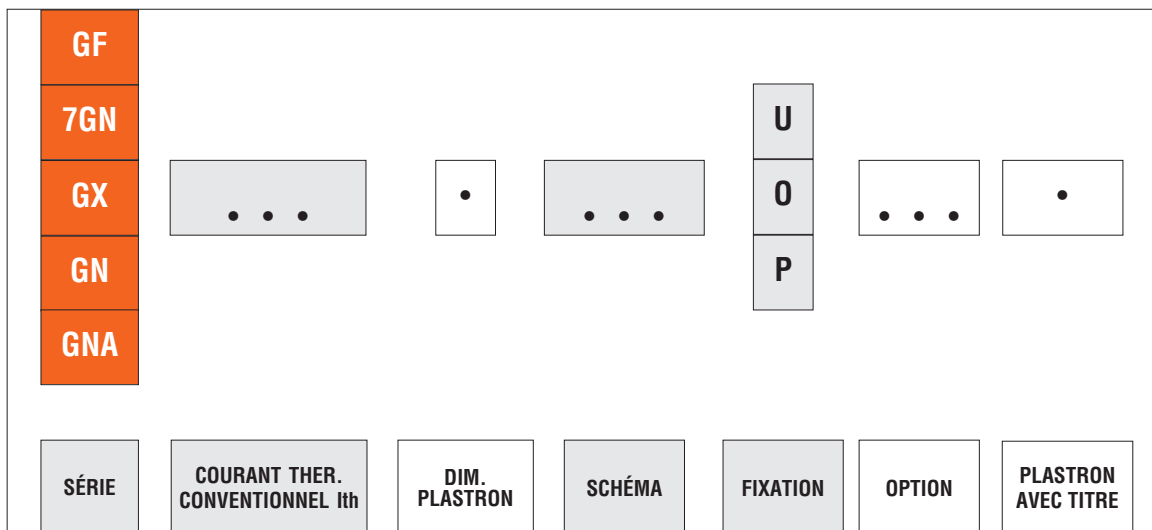 GF
7GN
GX
GN
GNA
• • •
•
• • •
U
O
P
• • •
•
SÉRIE
COURANT THER.
CONVENTIONNEL Ith
DIM.
PLASTRON
SCHÉMA
FIXATION
OPTION
PLASTRON
AVEC TITRE